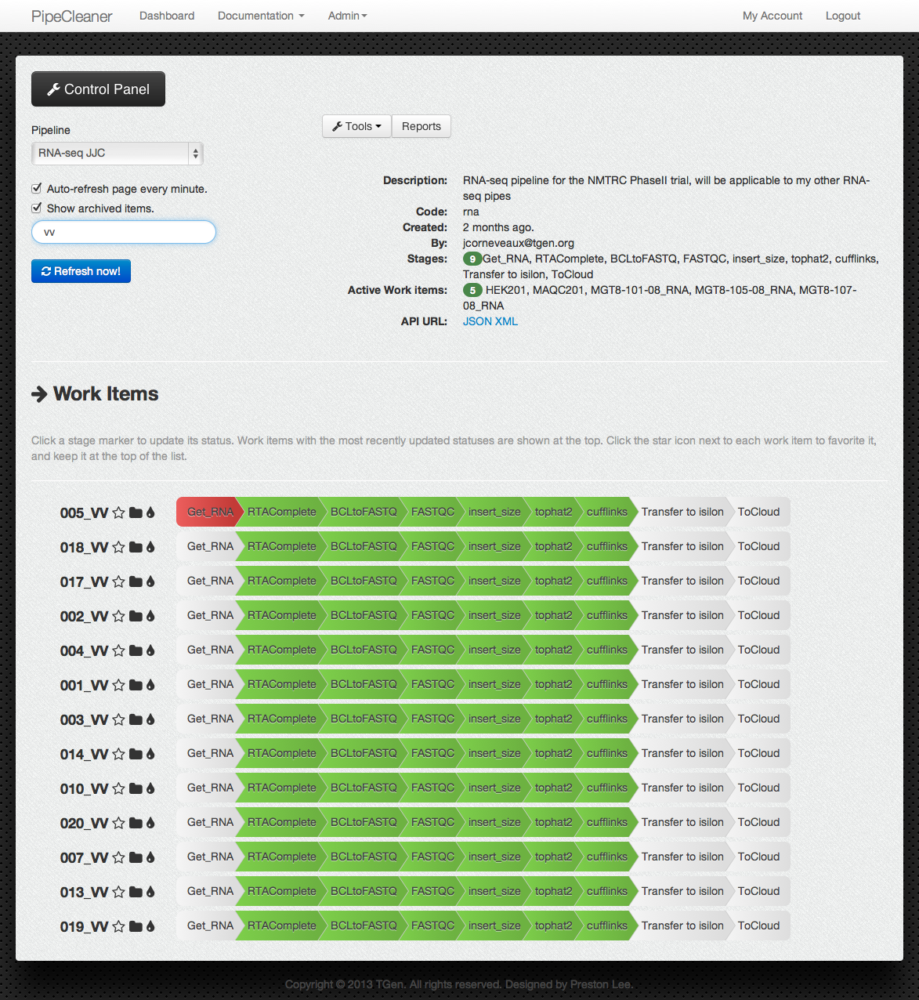 PipeCleaner Dashboard Documentation Admin My Account Logout
Control Panel
Pipeline
RNA-seq JJC
Auto-refresh page every minute.
Show archived items.
vv
Refresh now!
Tools Reports
Description: RNA-seq pipeline for the NMTRC PhaseII trial, will be applicable to my other RNA-
seq pipes
Code: rna
Created: 2 months ago.
By: jcorneveaux@tgen.org
Stages: 9 Get_RNA, RTAComplete, BCLtoFASTQ, FASTQC, insert_size, tophat2, cufflinks,
Transfer to isilon, ToCloud
Active Work items: 5 HEK201, MAQC201, MGT8-101-08_RNA, MGT8-105-08_RNA, MGT8-107-
08_RNA
API URL: JSON XML
Work Items
Click a stage marker to update its status. Work items with the most recently updated statuses are shown at the top. Click the star icon next to each work item to favorite it,
and keep it at the top of the list.
005_VV Get_RNA RTAComplete BCLtoFASTQ FASTQC insert_size tophat2 cufflinks Transfer to isilon ToCloud
018_VV Get_RNA RTAComplete BCLtoFASTQ FASTQC insert_size tophat2 cufflinks Transfer to isilon ToCloud
017_VV Get_RNA RTAComplete BCLtoFASTQ FASTQC insert_size tophat2 cufflinks Transfer to isilon ToCloud
002_VV Get_RNA RTAComplete BCLtoFASTQ FASTQC insert_size tophat2 cufflinks Transfer to isilon ToCloud
004_VV Get_RNA RTAComplete BCLtoFASTQ FASTQC insert_size tophat2 cufflinks Transfer to isilon ToCloud
001_VV Get_RNA RTAComplete BCLtoFASTQ FASTQC insert_size tophat2 cufflinks Transfer to isilon ToCloud
003_VV Get_RNA RTAComplete BCLtoFASTQ FASTQC insert_size tophat2 cufflinks Transfer to isilon ToCloud
014_VV Get_RNA RTAComplete BCLtoFASTQ FASTQC insert_size tophat2 cufflinks Transfer to isilon ToCloud
010_VV Get_RNA RTAComplete BCLtoFASTQ FASTQC insert_size tophat2 cufflinks Transfer to isilon ToCloud
020_VV Get_RNA RTAComplete BCLtoFASTQ FASTQC insert_size tophat2 cufflinks Transfer to isilon ToCloud
007_VV Get_RNA RTAComplete BCLtoFASTQ FASTQC insert_size tophat2 cufflinks Transfer to isilon ToCloud
013_VV Get_RNA RTAComplete BCLtoFASTQ FASTQC insert_size tophat2 cufflinks Transfer to isilon ToCloud
019_VV Get_RNA RTAComplete BCLtoFASTQ FASTQC insert_size tophat2 cufflinks Transfer to isilon ToCloud
Copyright © 2013 TGen. All rights reserved. Designed by Preston Lee.